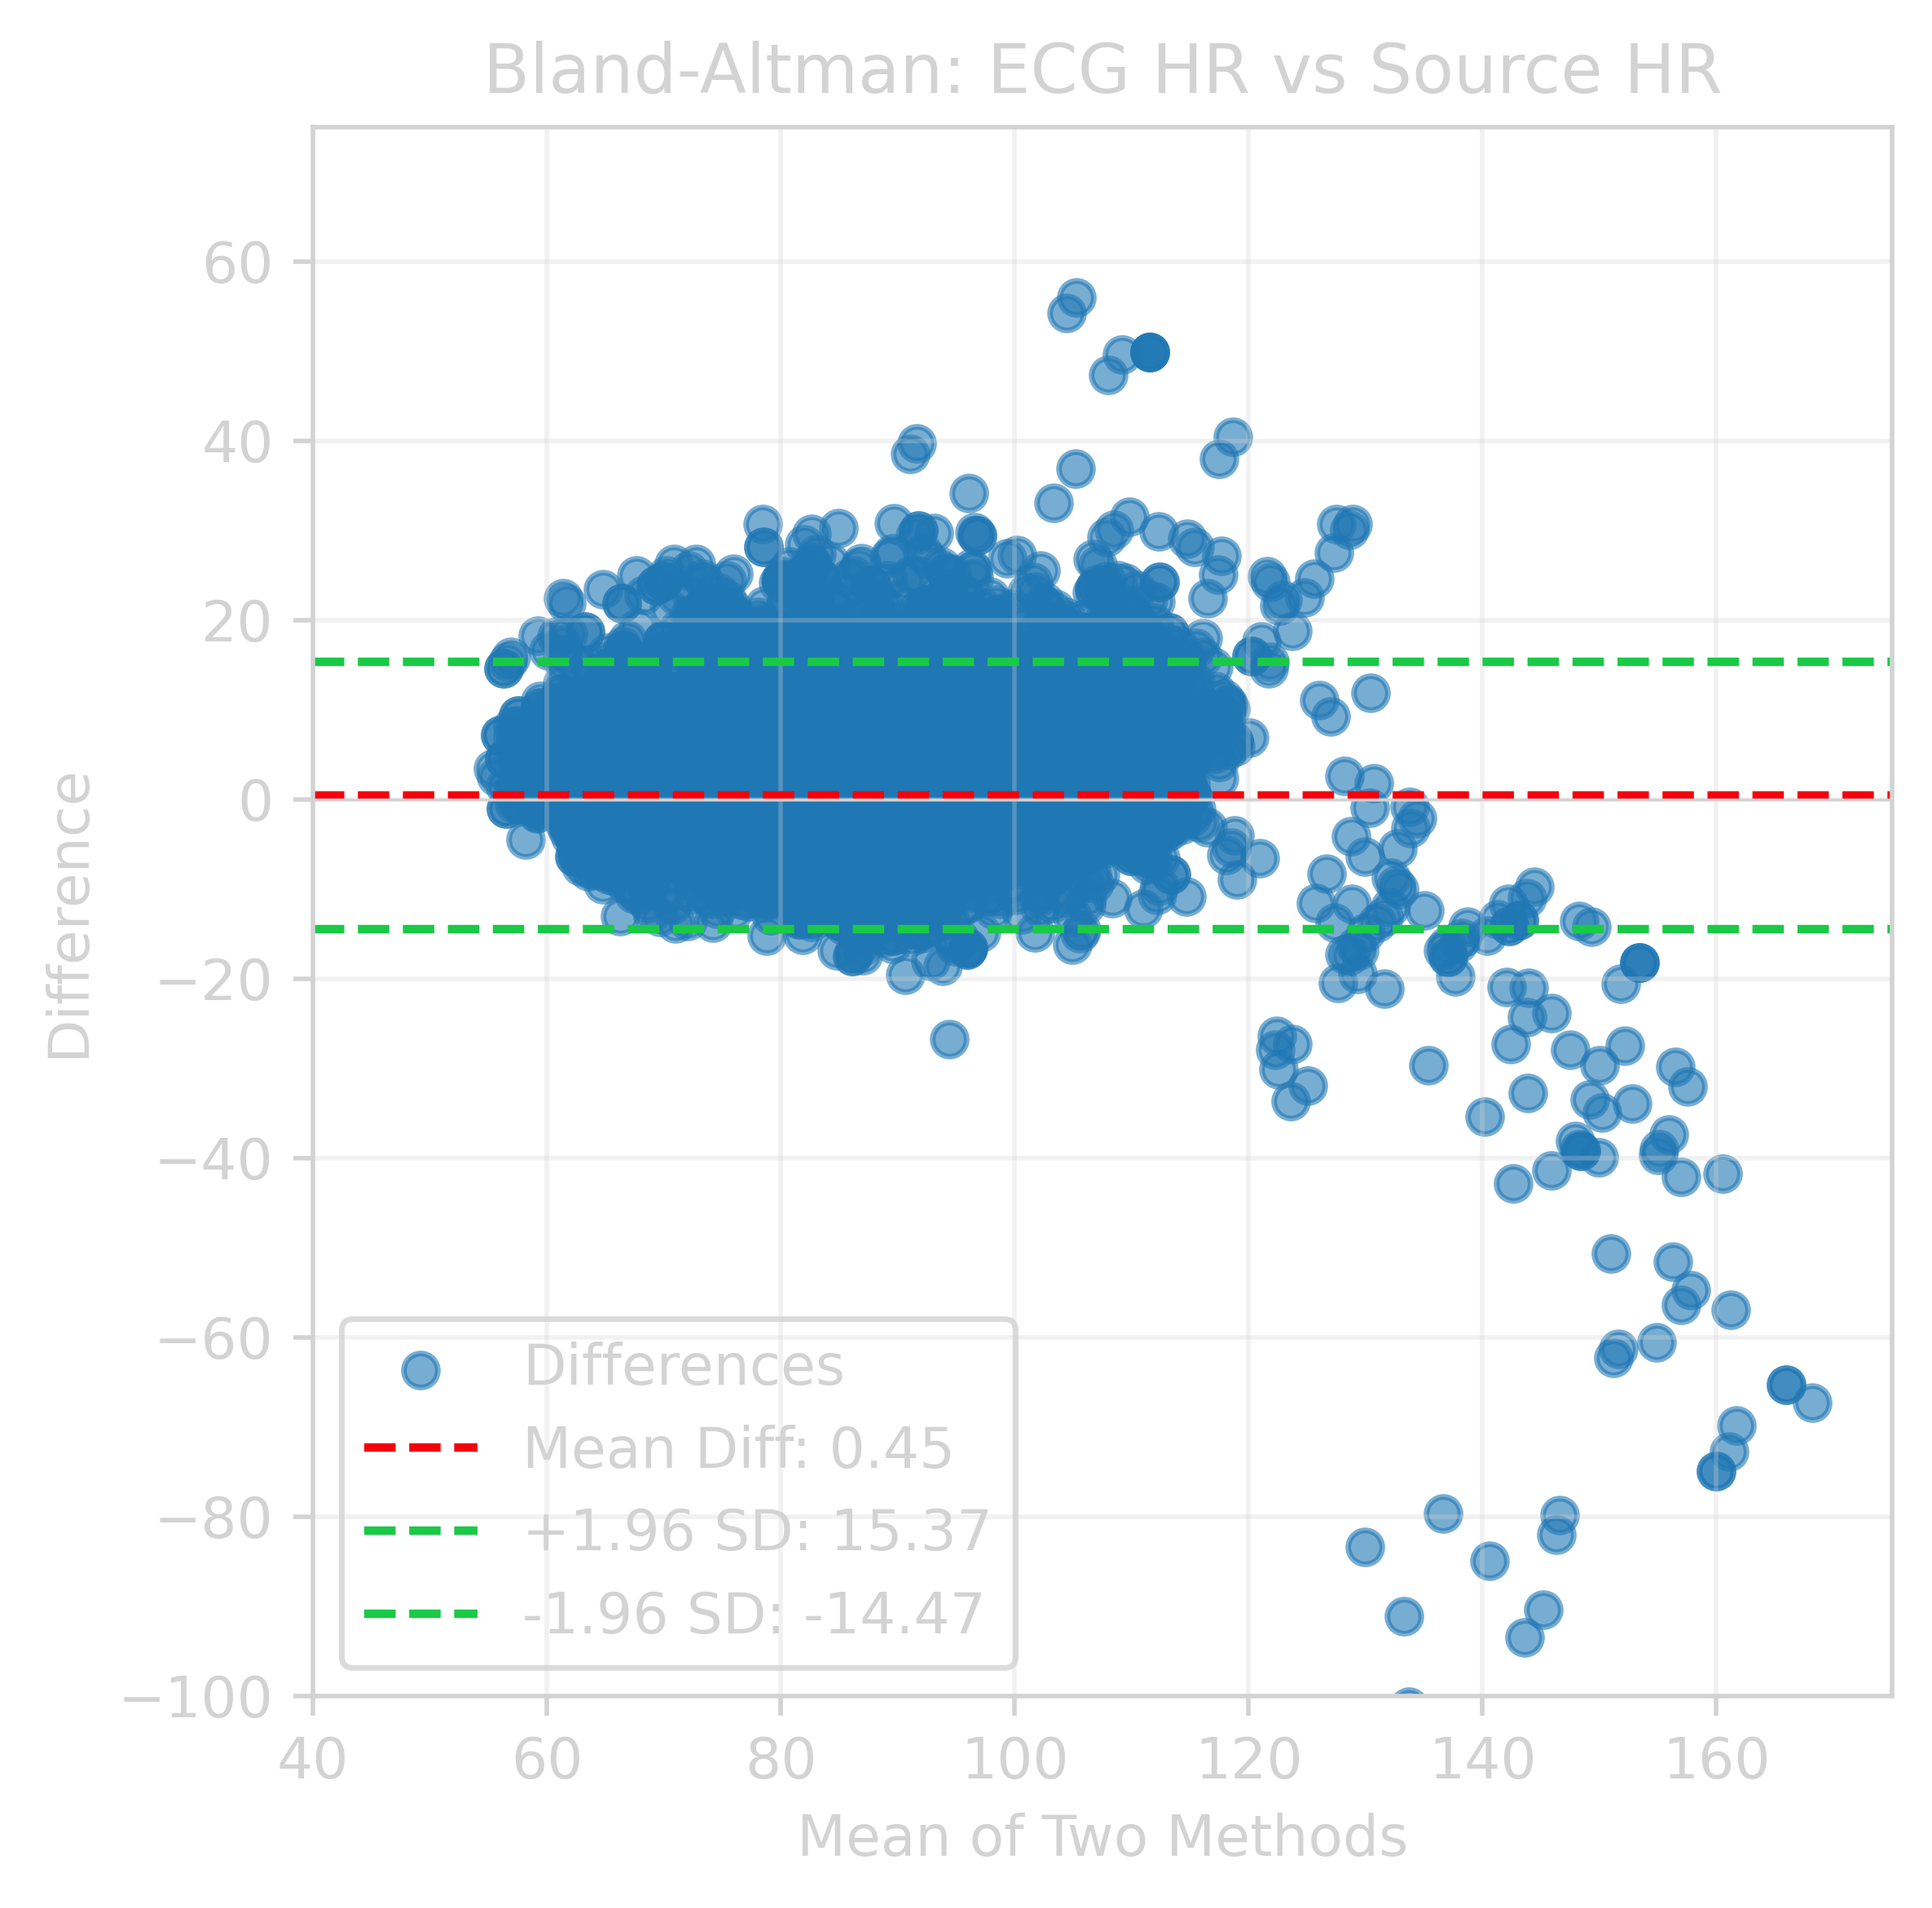 Bland-Altman: ECG HR vs Source HR
Difference
60
40
20
0
−20
−40
−60
−80
−100
Differences
Mean Diff: 0.45
+1.96 SD: 15.37
-1.96 SD: -14.47
40 60 80 100 120 140 160
Mean of Two Methods